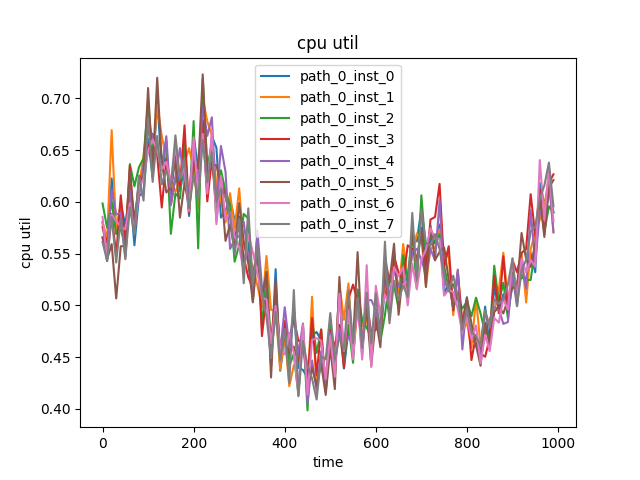 cpu util
path_0_inst_0
path_0_inst_1
path_0_inst_2
path_0_inst_3
path_0_inst_4
path_0_inst_5
path_0_inst_6
path_0_inst_7
cpu util
0.70
0.65
0.60
0.55
0.50
0.45
0.40
0
200
400
600
800
1000
time